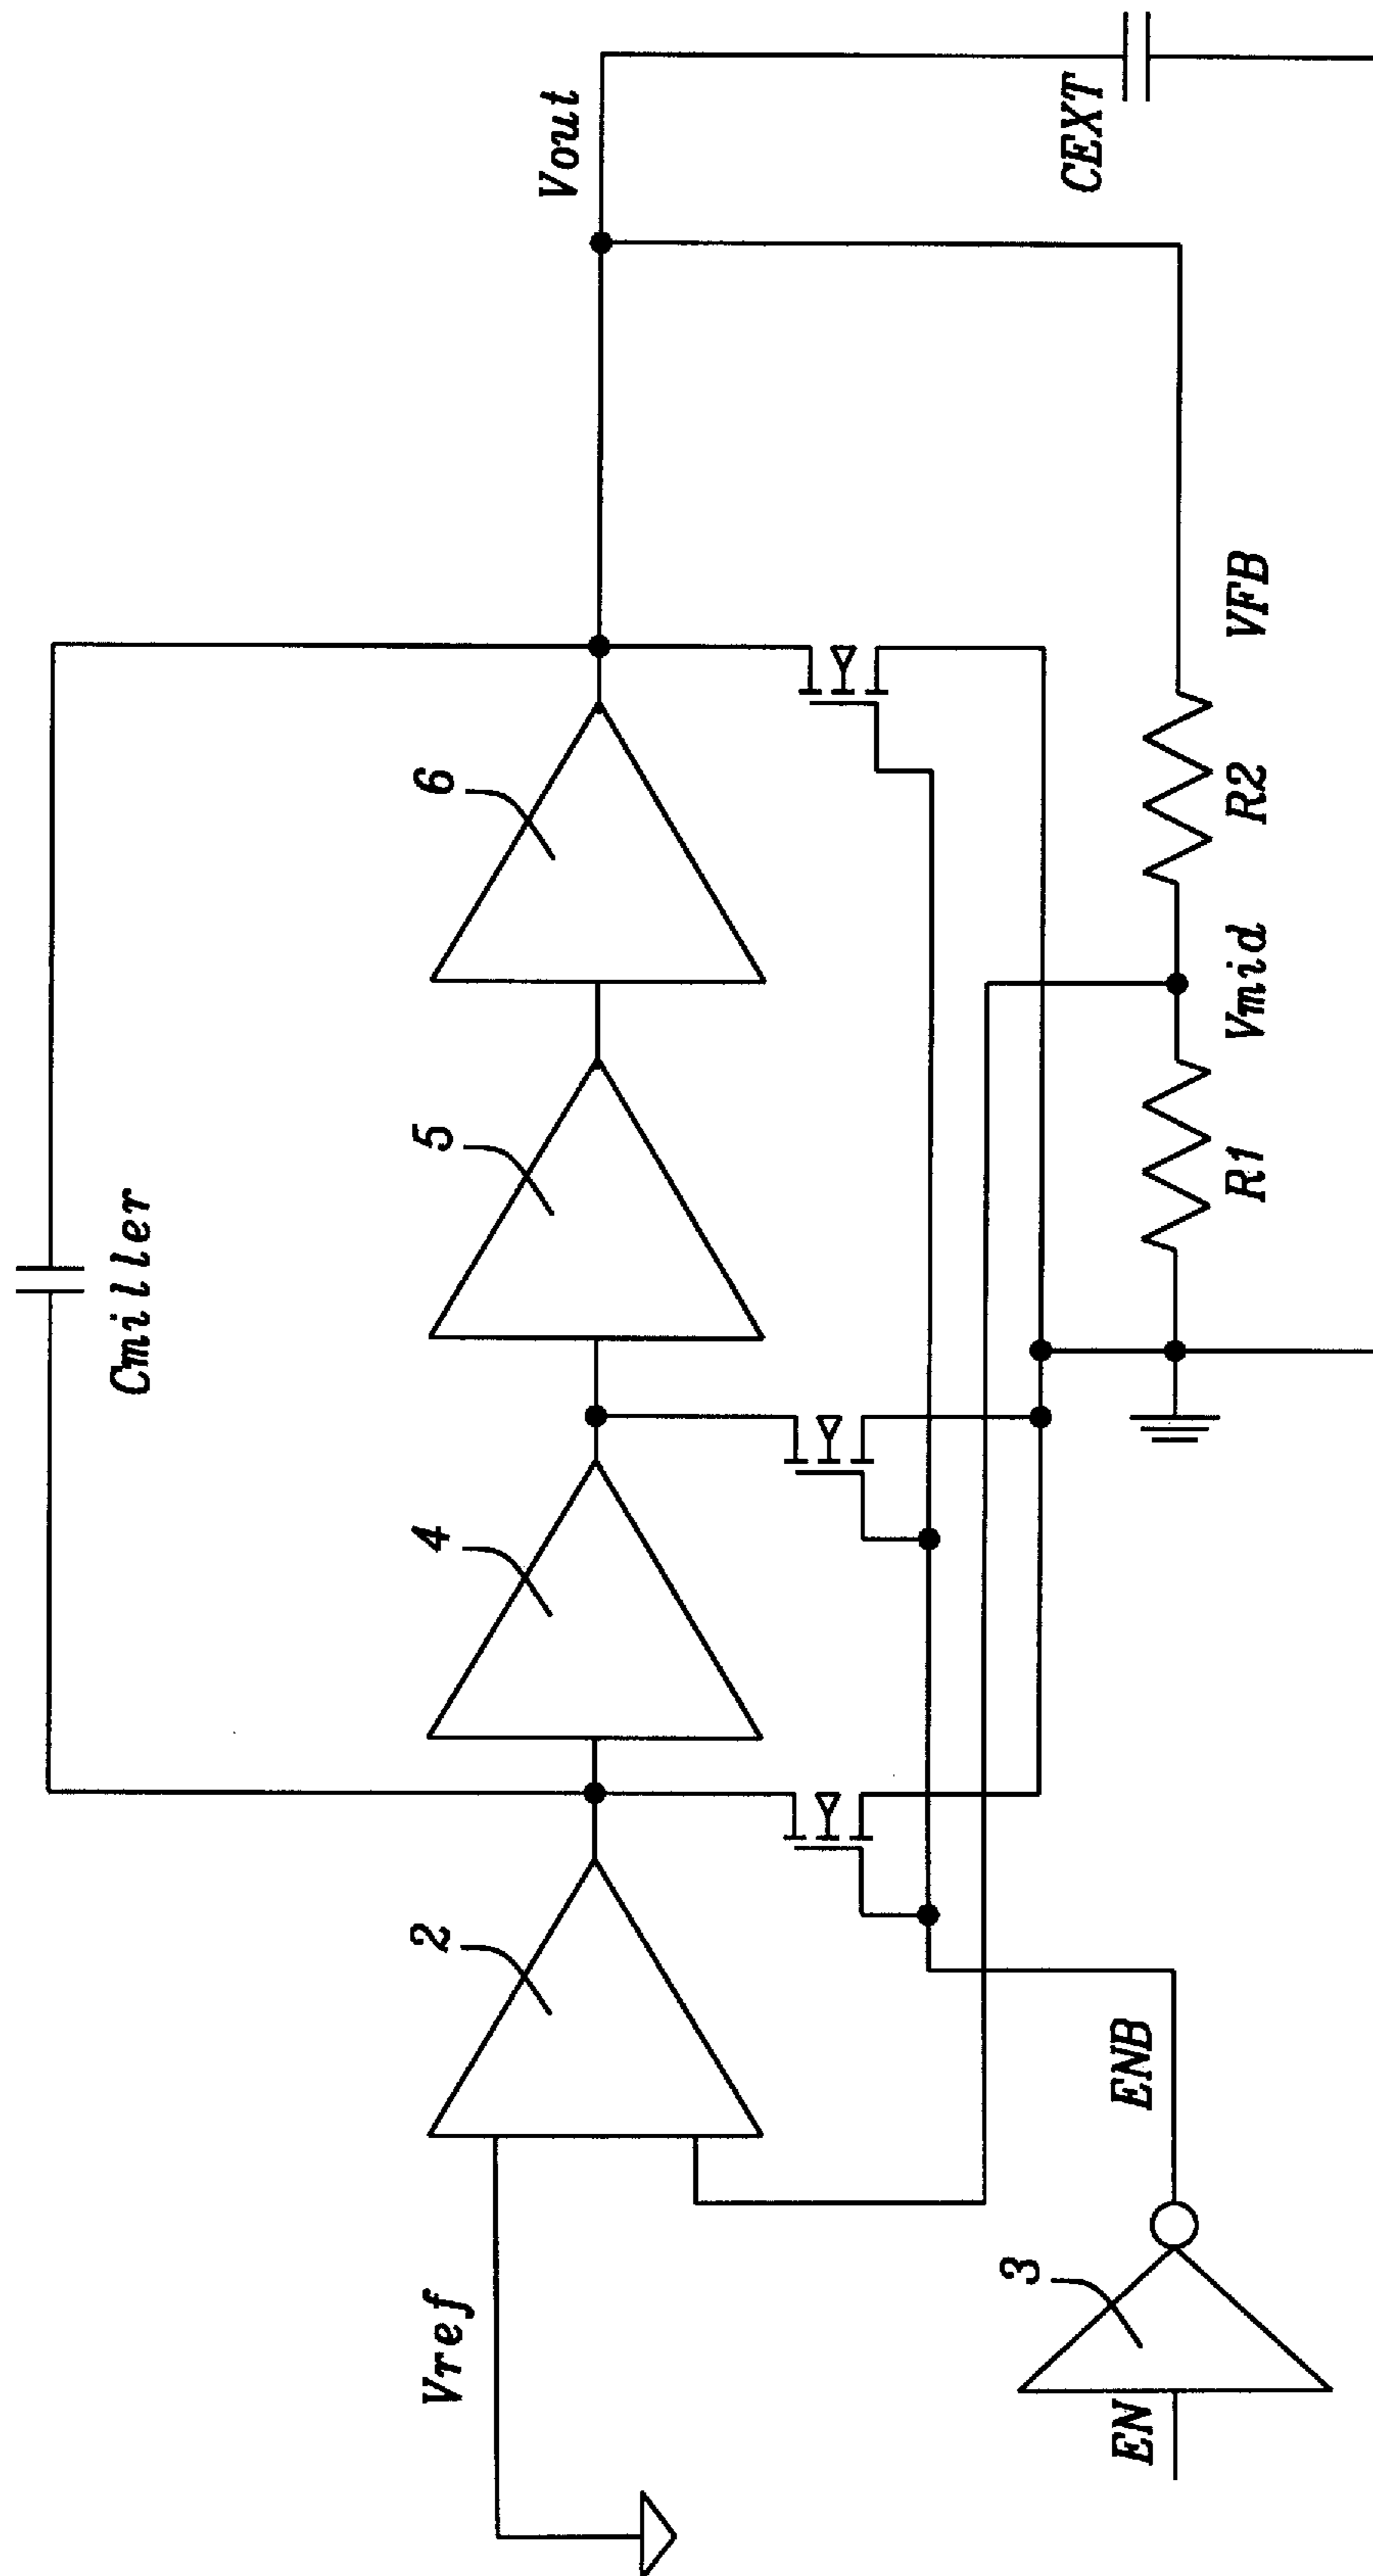 Cmiller
2
4
5
6
Vref
Vout
3
EN
ENB
R1
Vmid
R2
VFB
CEXT